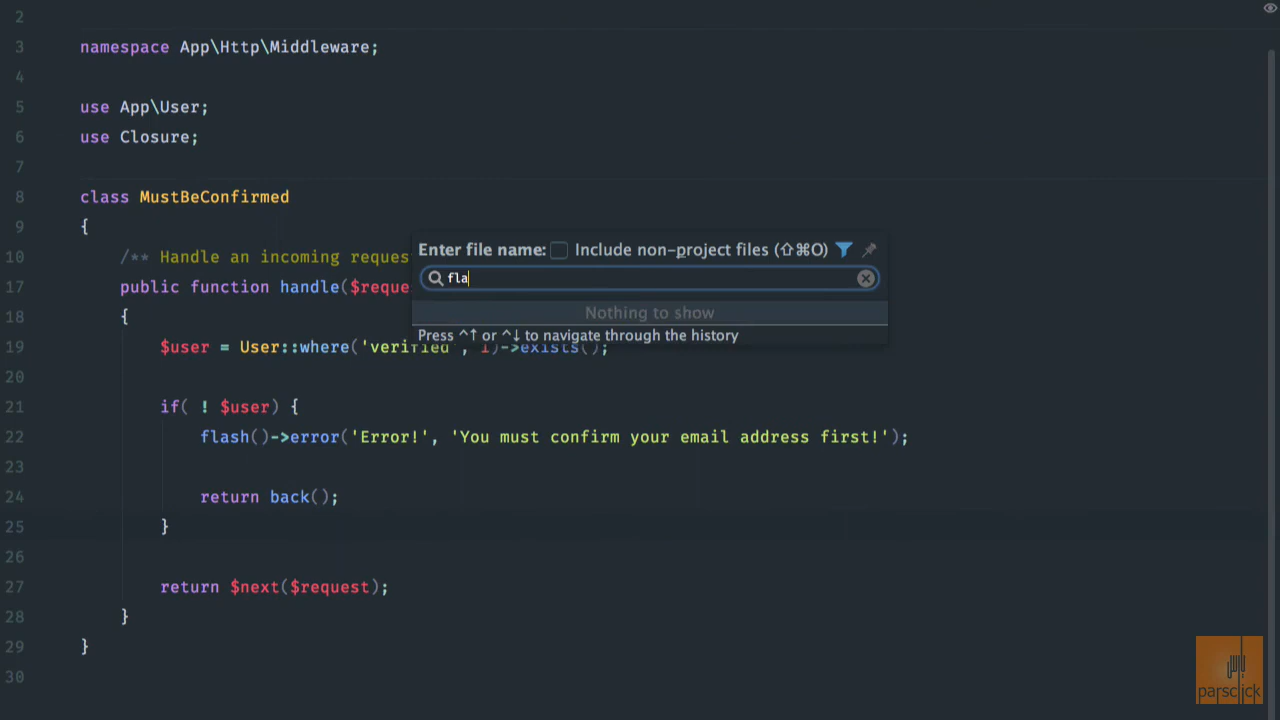 2
3 namespace App\Http\Middleware;
4
5 use App\User;
6 use Closure;
7
8 class MustBeConfirmed
9 {
10 /** Handle an incoming reques
17 public function handle($reque
18 {
19 $user = User::where('verified', 1)->exists();
20
21 if( ! $user) {
22 flash()->error('Error!', 'You must confirm your email address first!');
23
24 return back();
25 }
26
27 return $next($request);
28 }
29 }
30
Enter file name: Include non-project files (⇧⌘O)
fla
Nothing to show
Press ^↑ or ^↓ to navigate through the history
parsclick